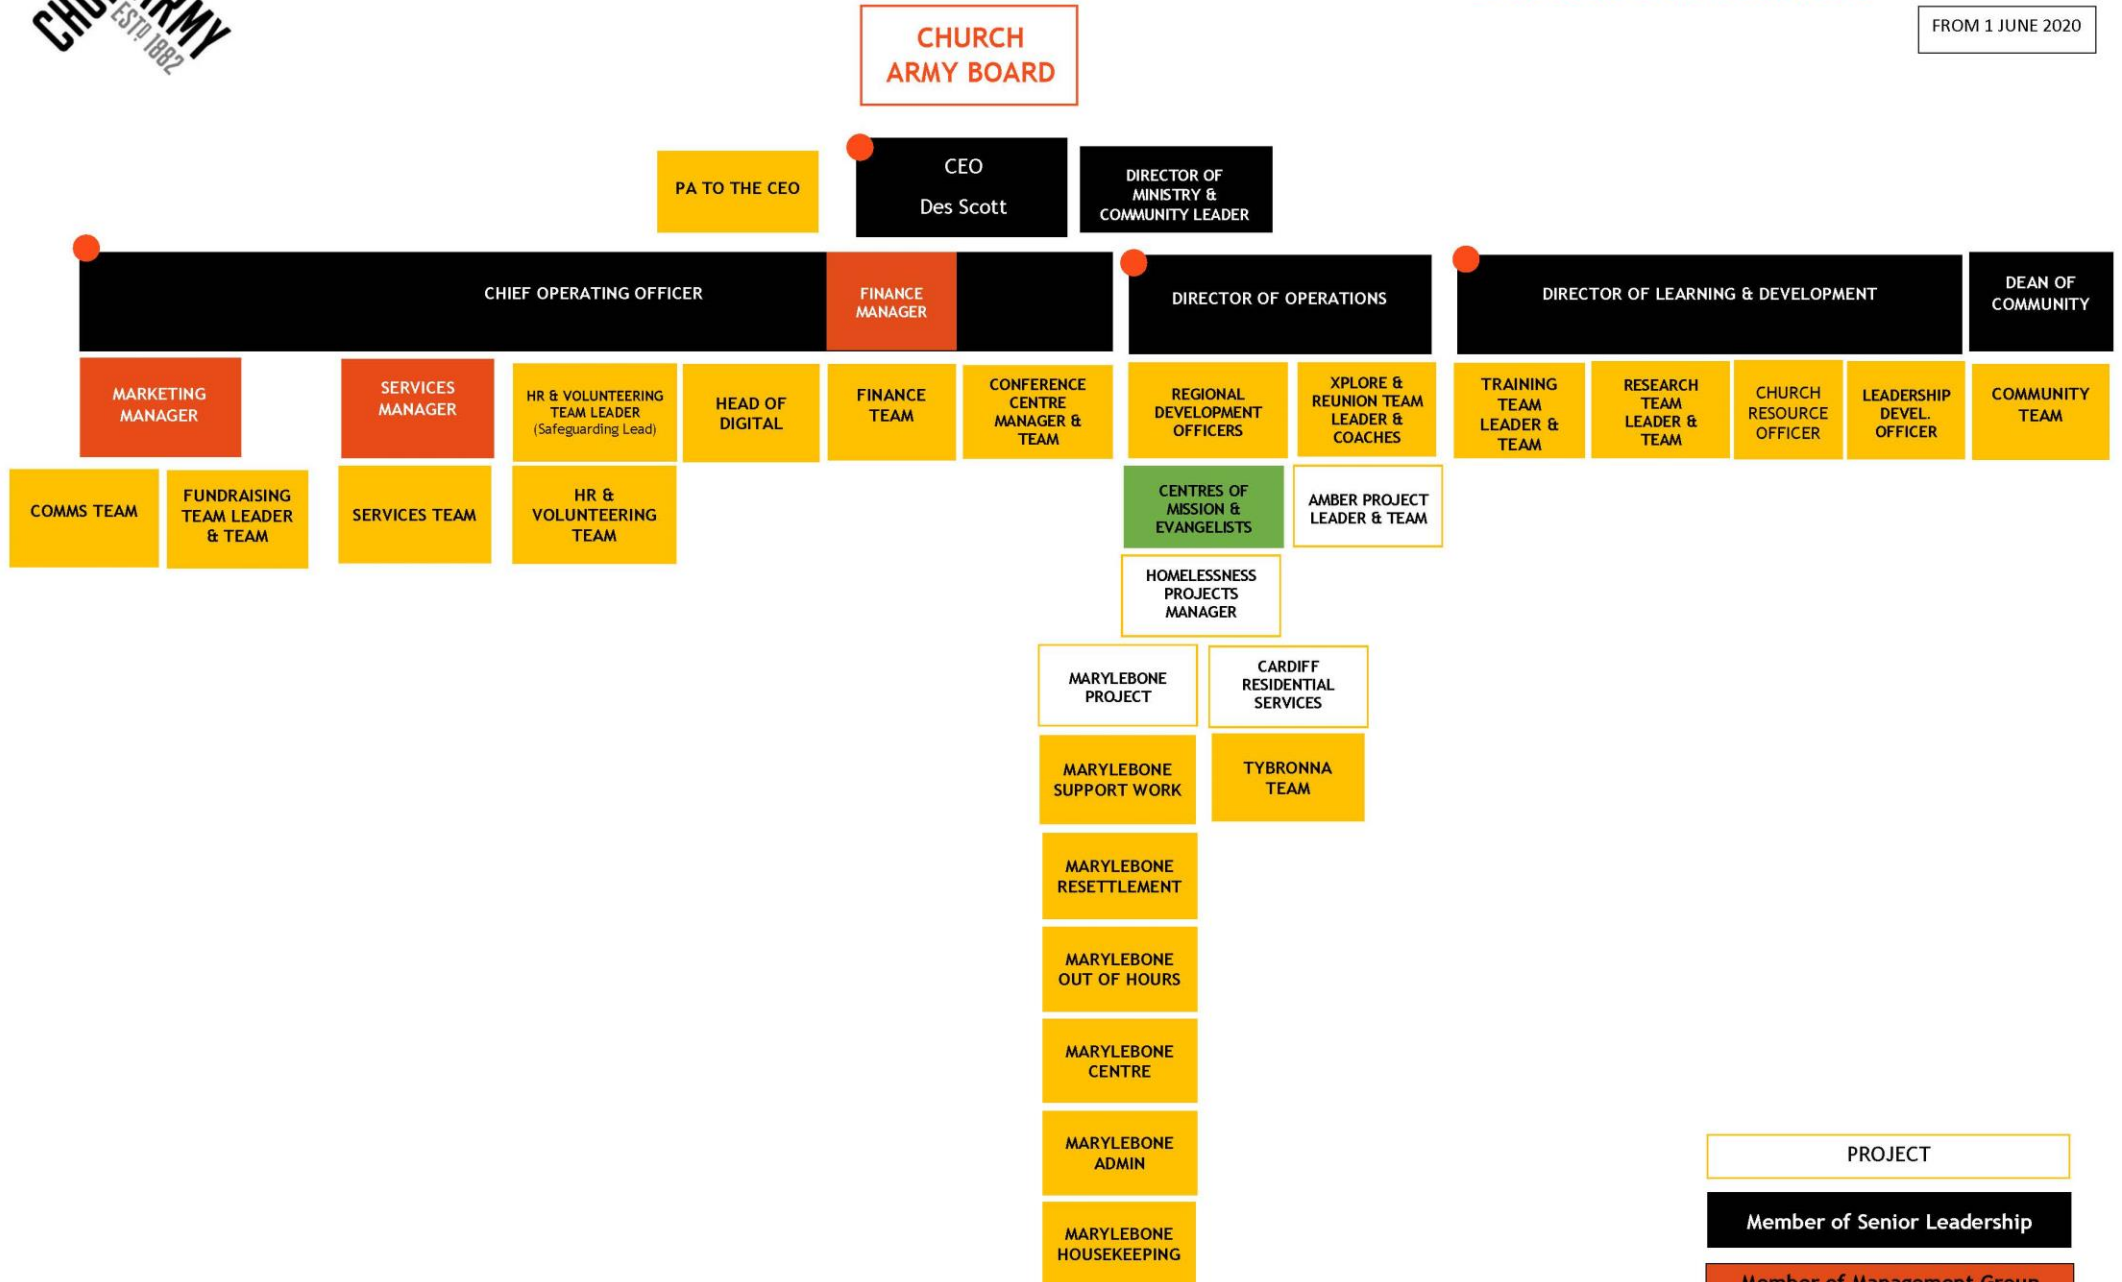 ESTD 1882
FROM 1 JUNE 2020
CHURCH
ARMY BOARD
PA TO THE CEO
CEO
Des Scott
DIRECTOR OF
MINISTRY &
COMMUNITY LEADER
CHIEF OPERATING OFFICER
FINANCE
MANAGER
DIRECTOR OF OPERATIONS
DIRECTOR OF LEARNING & DEVELOPMENT
DEAN OF
COMMUNITY
MARKETING
MANAGER
SERVICES
MANAGER
HR & VOLUNTEERING
TEAM LEADER
(Safeguarding Lead)
HEAD OF
DIGITAL
FINANCE
TEAM
CONFERENCE
CENTRE
MANAGER &
TEAM
REGIONAL
DEVELOPMENT
OFFICERS
XPLORE &
REUNION TEAM
LEADER &
COACHES
TRAINING
TEAM
LEADER &
TEAM
RESEARCH
TEAM
LEADER &
TEAM
CHURCH
RESOURCE
OFFICER
LEADERSHIP
DEVEL.
OFFICER
COMMUNITY
TEAM
COMMS TEAM
FUNDRAISING
TEAM LEADER
& TEAM
SERVICES TEAM
HR &
VOLUNTEERING
TEAM
CENTRES OF
MISSION &
EVANGELISTS
AMBER PROJECT
LEADER & TEAM
HOMELESSNESS
PROJECTS
MANAGER
MARYLEBONE
PROJECT
CARDIFF
RESIDENTIAL
SERVICES
MARYLEBONE
SUPPORT WORK
TYBRONNA
TEAM
MARYLEBONE
RESETTLEMENT
MARYLEBONE
OUT OF HOURS
MARYLEBONE
CENTRE
MARYLEBONE
ADMIN
MARYLEBONE
HOUSEKEEPING
PROJECT
Member of Senior Leadership
Member of Management Group